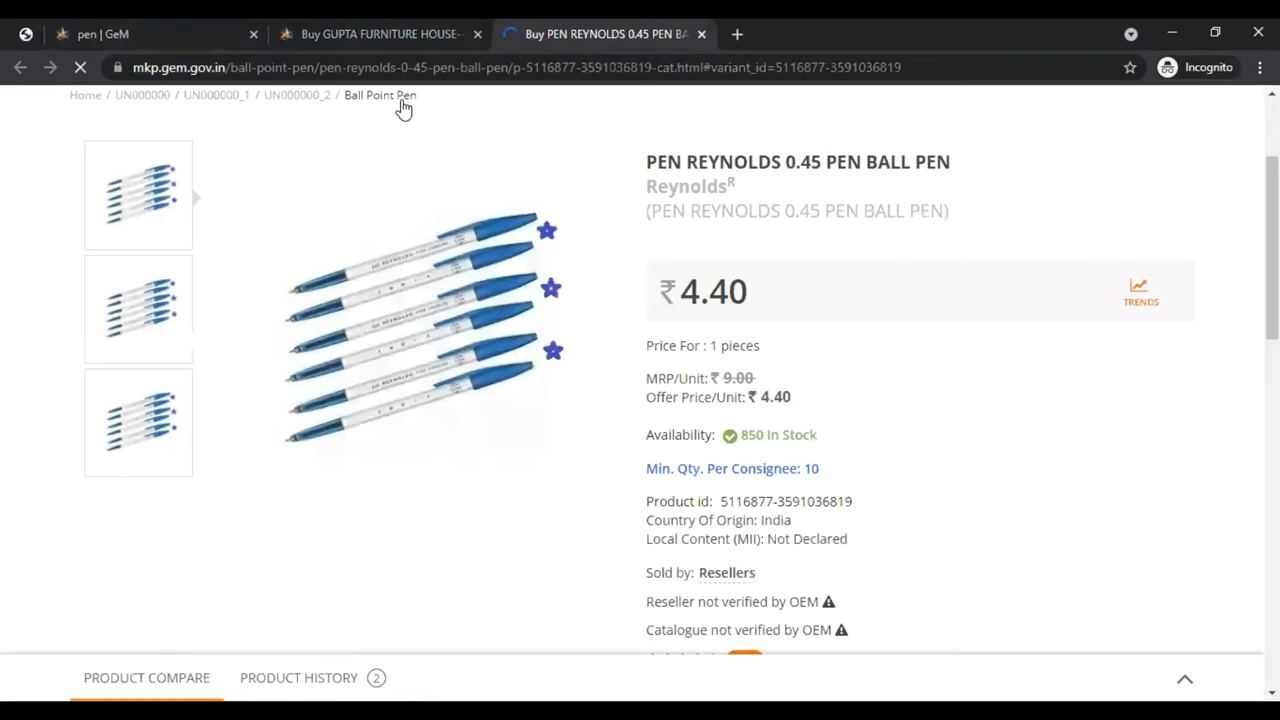 pen | GeM
Buy GUPTA FURNITURE HOUSE-
Buy PEN REYNOLDS 0.45 PEN BA
mkp.gem.gov.in/ball-point-pen/pen-reynolds-0-45-pen-ball-pen/p-5116877-3591036819-cat.html#variant_id=5116877-3591036819
Incognito
Home / UN000000 / UN000000_1 / UN000000_2 / Ball Point Pen
PEN REYNOLDS 0.45 PEN BALL PEN
Reynoldsᴿ
(PEN REYNOLDS 0.45 PEN BALL PEN)
₹ 4.40
TRENDS
Price For : 1 pieces
MRP/Unit: ₹ 9.00
Offer Price/Unit: ₹ 4.40
Availability: 850 In Stock
Min. Qty. Per Consignee: 10
Product id: 5116877-3591036819
Country Of Origin: India
Local Content (MII): Not Declared
Sold by: Resellers
Reseller not verified by OEM
Catalogue not verified by OEM
PRODUCT COMPARE
PRODUCT HISTORY 2